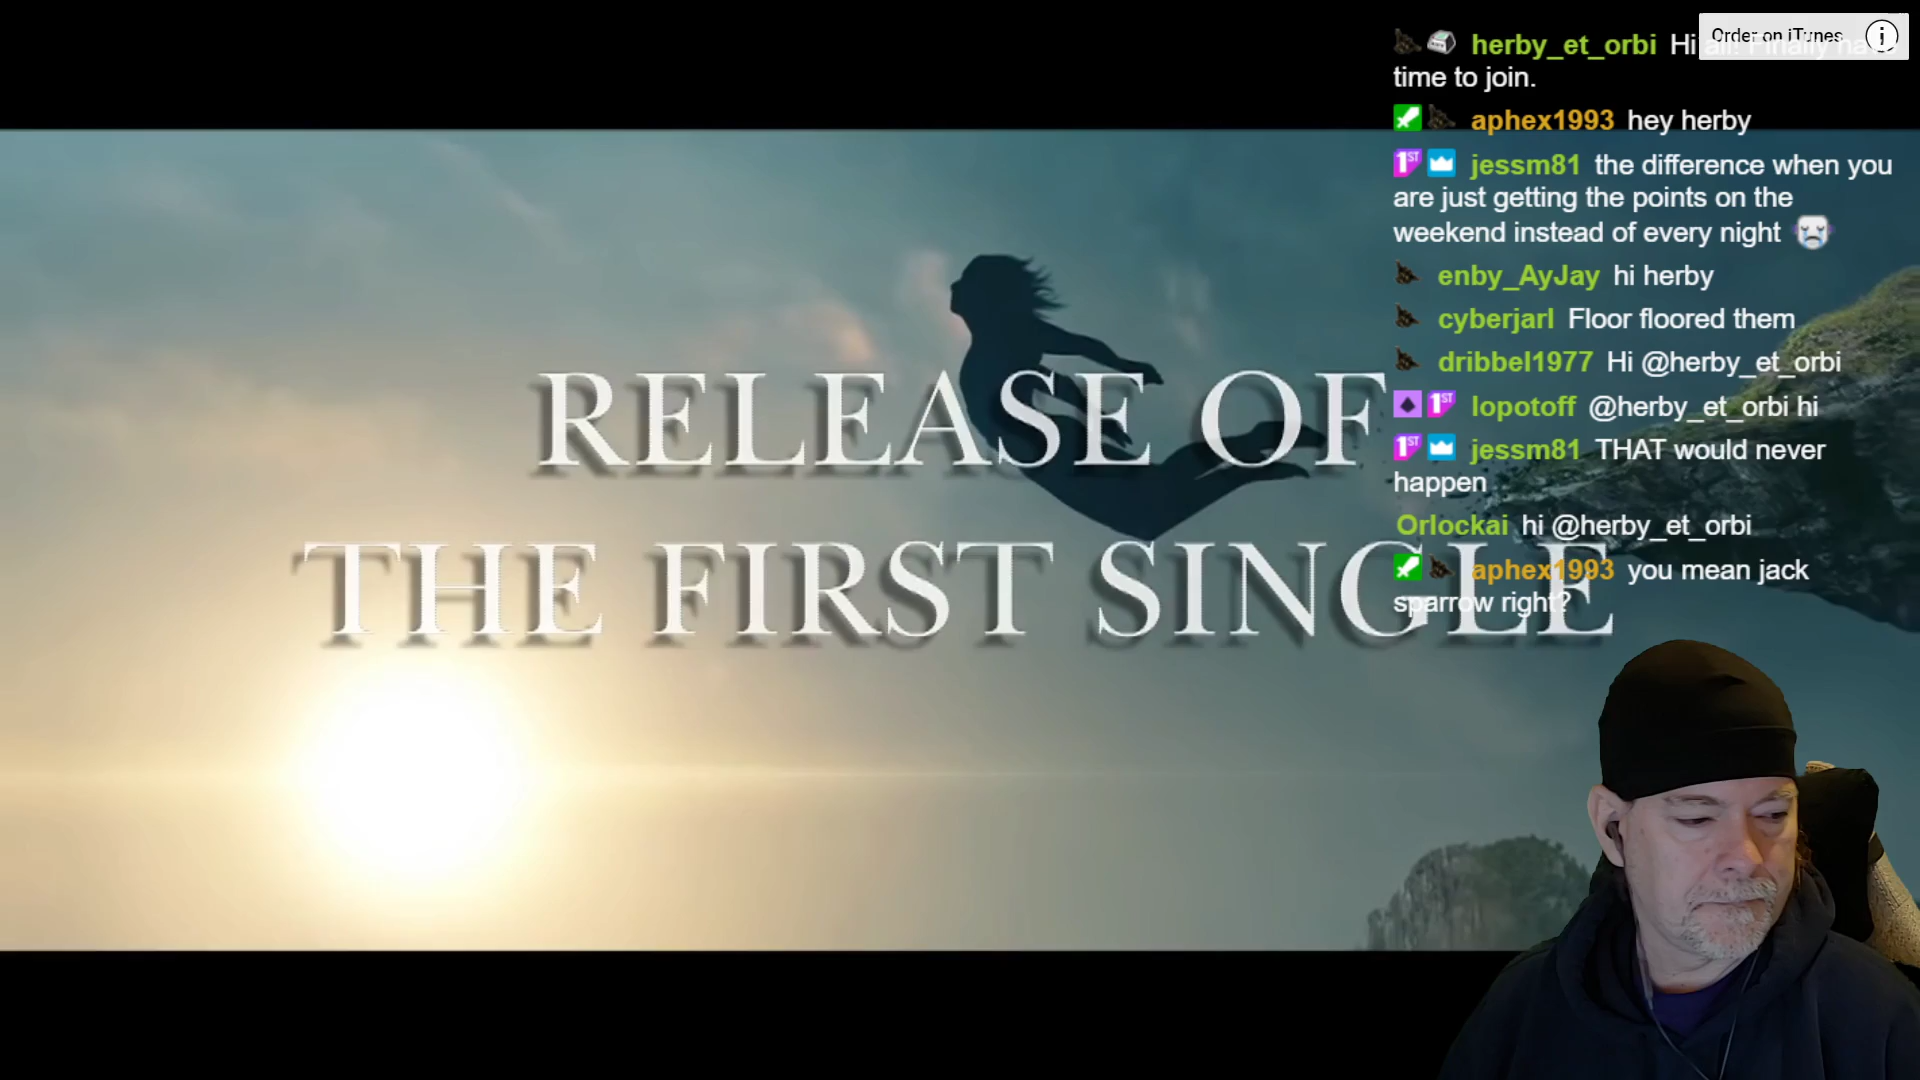 Order on iTunes
herby_et_orbi Hi all! Finally have
time to join.
aphex1993 hey herby
jessm81 the difference when you
are just getting the points on the
weekend instead of every night
enby_AyJay hi herby
cyberjarl Floor floored them
dribbel1977 Hi @herby_et_orbi
lopotoff @herby_et_orbi hi
jessm81 THAT would never
happen
Orlockai hi @herby_et_orbi
aphex1993 you mean jack
sparrow right?
RELEASE OF
THE FIRST SINGLE